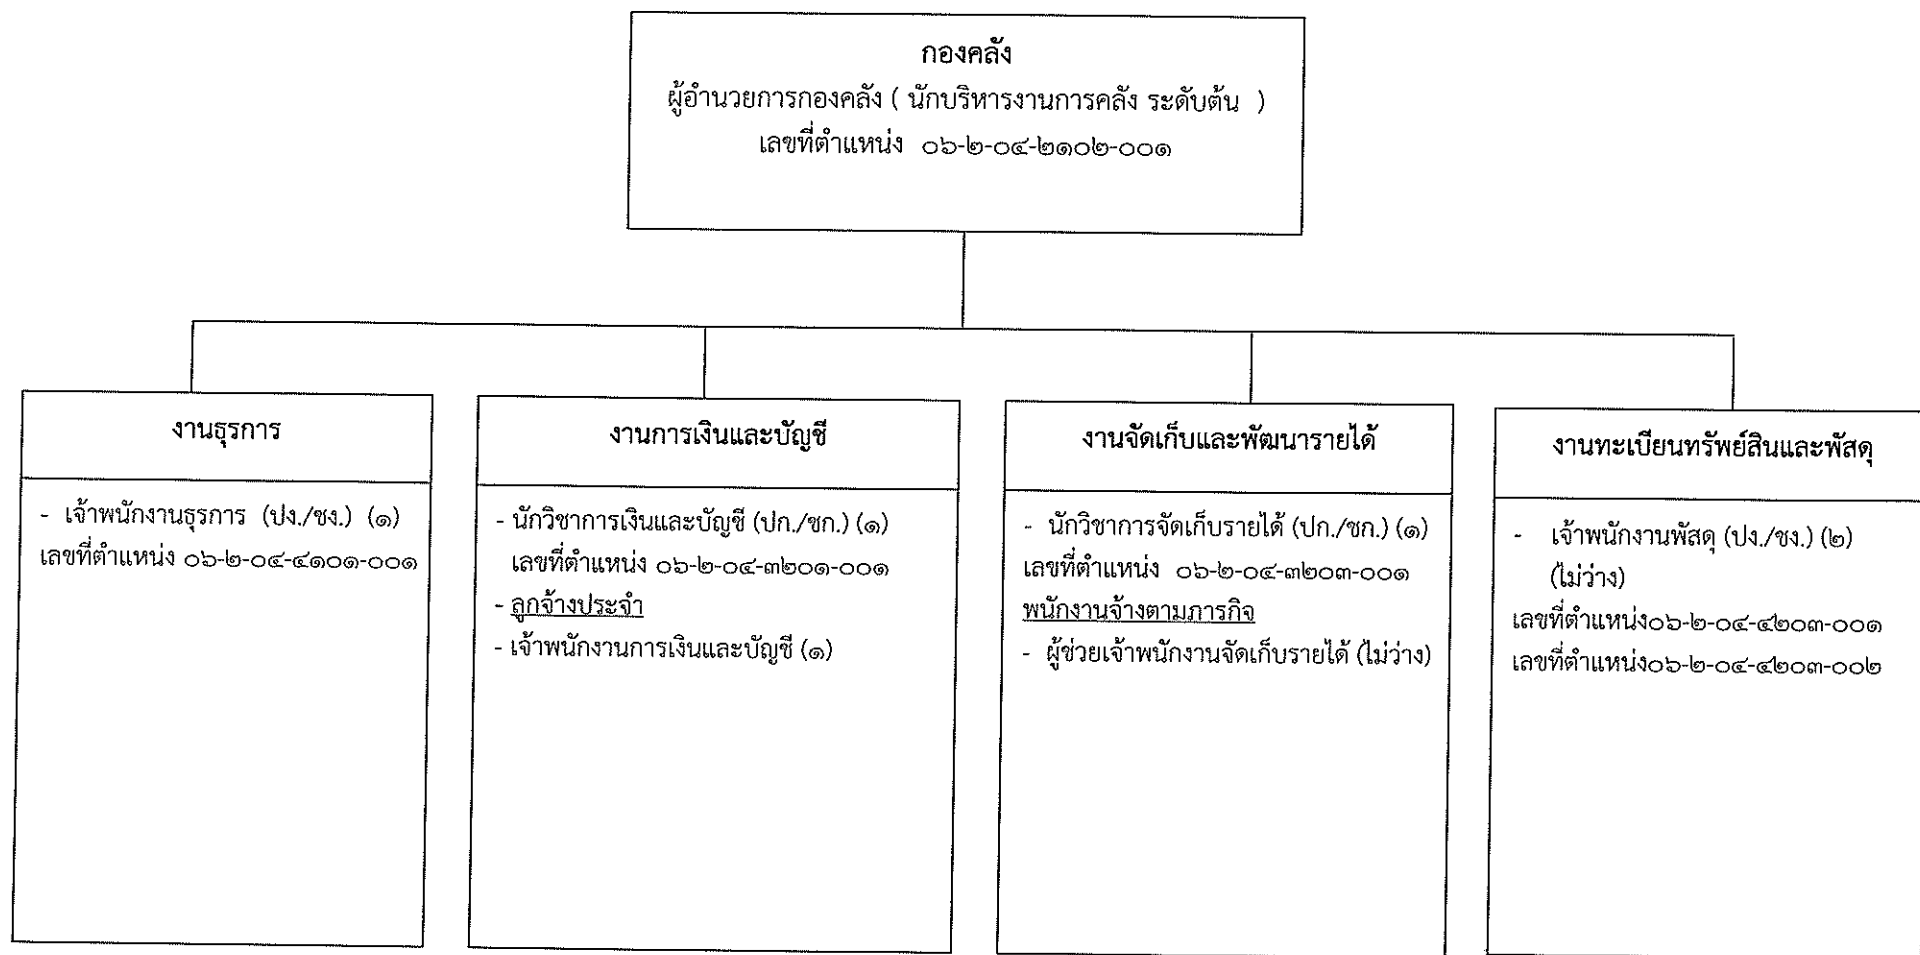 กองคลัง
ผู้อำนวยการกองคลัง ( นักบริหารงานการคลัง ระดับต้น )
เลขที่ตำแหน่ง ๐๖-๒-๐๔-๒๑๐๒-๐๐๑
งานธุรการ
- เจ้าพนักงานธุรการ (ปง./ชง.) (๑)
เลขที่ตำแหน่ง ๐๖-๒-๐๔-๔๑๐๑-๐๐๑
งานการเงินและบัญชี
- นักวิชาการเงินและบัญชี (ปก./ชก.) (๑)
เลขที่ตำแหน่ง ๐๖-๒-๐๔-๓๒๐๑-๐๐๑
- ลูกจ้างประจำ
- เจ้าพนักงานการเงินและบัญชี (๑)
งานจัดเก็บและพัฒนารายได้
- นักวิชาการจัดเก็บรายได้ (ปก./ชก.) (๑)
เลขที่ตำแหน่ง ๐๖-๒-๐๔-๓๒๐๓-๐๐๑
พนักงานจ้างตามภารกิจ
- ผู้ช่วยเจ้าพนักงานจัดเก็บรายได้ (ไม่ว่าง)
งานทะเบียนทรัพย์สินและพัสดุ
- เจ้าพนักงานพัสดุ (ปง./ชง.) (๒)
(ไม่ว่าง)
เลขที่ตำแหน่ง๐๖-๒-๐๔-๔๒๐๓-๐๐๑
เลขที่ตำแหน่ง๐๖-๒-๐๔-๔๒๐๓-๐๐๒